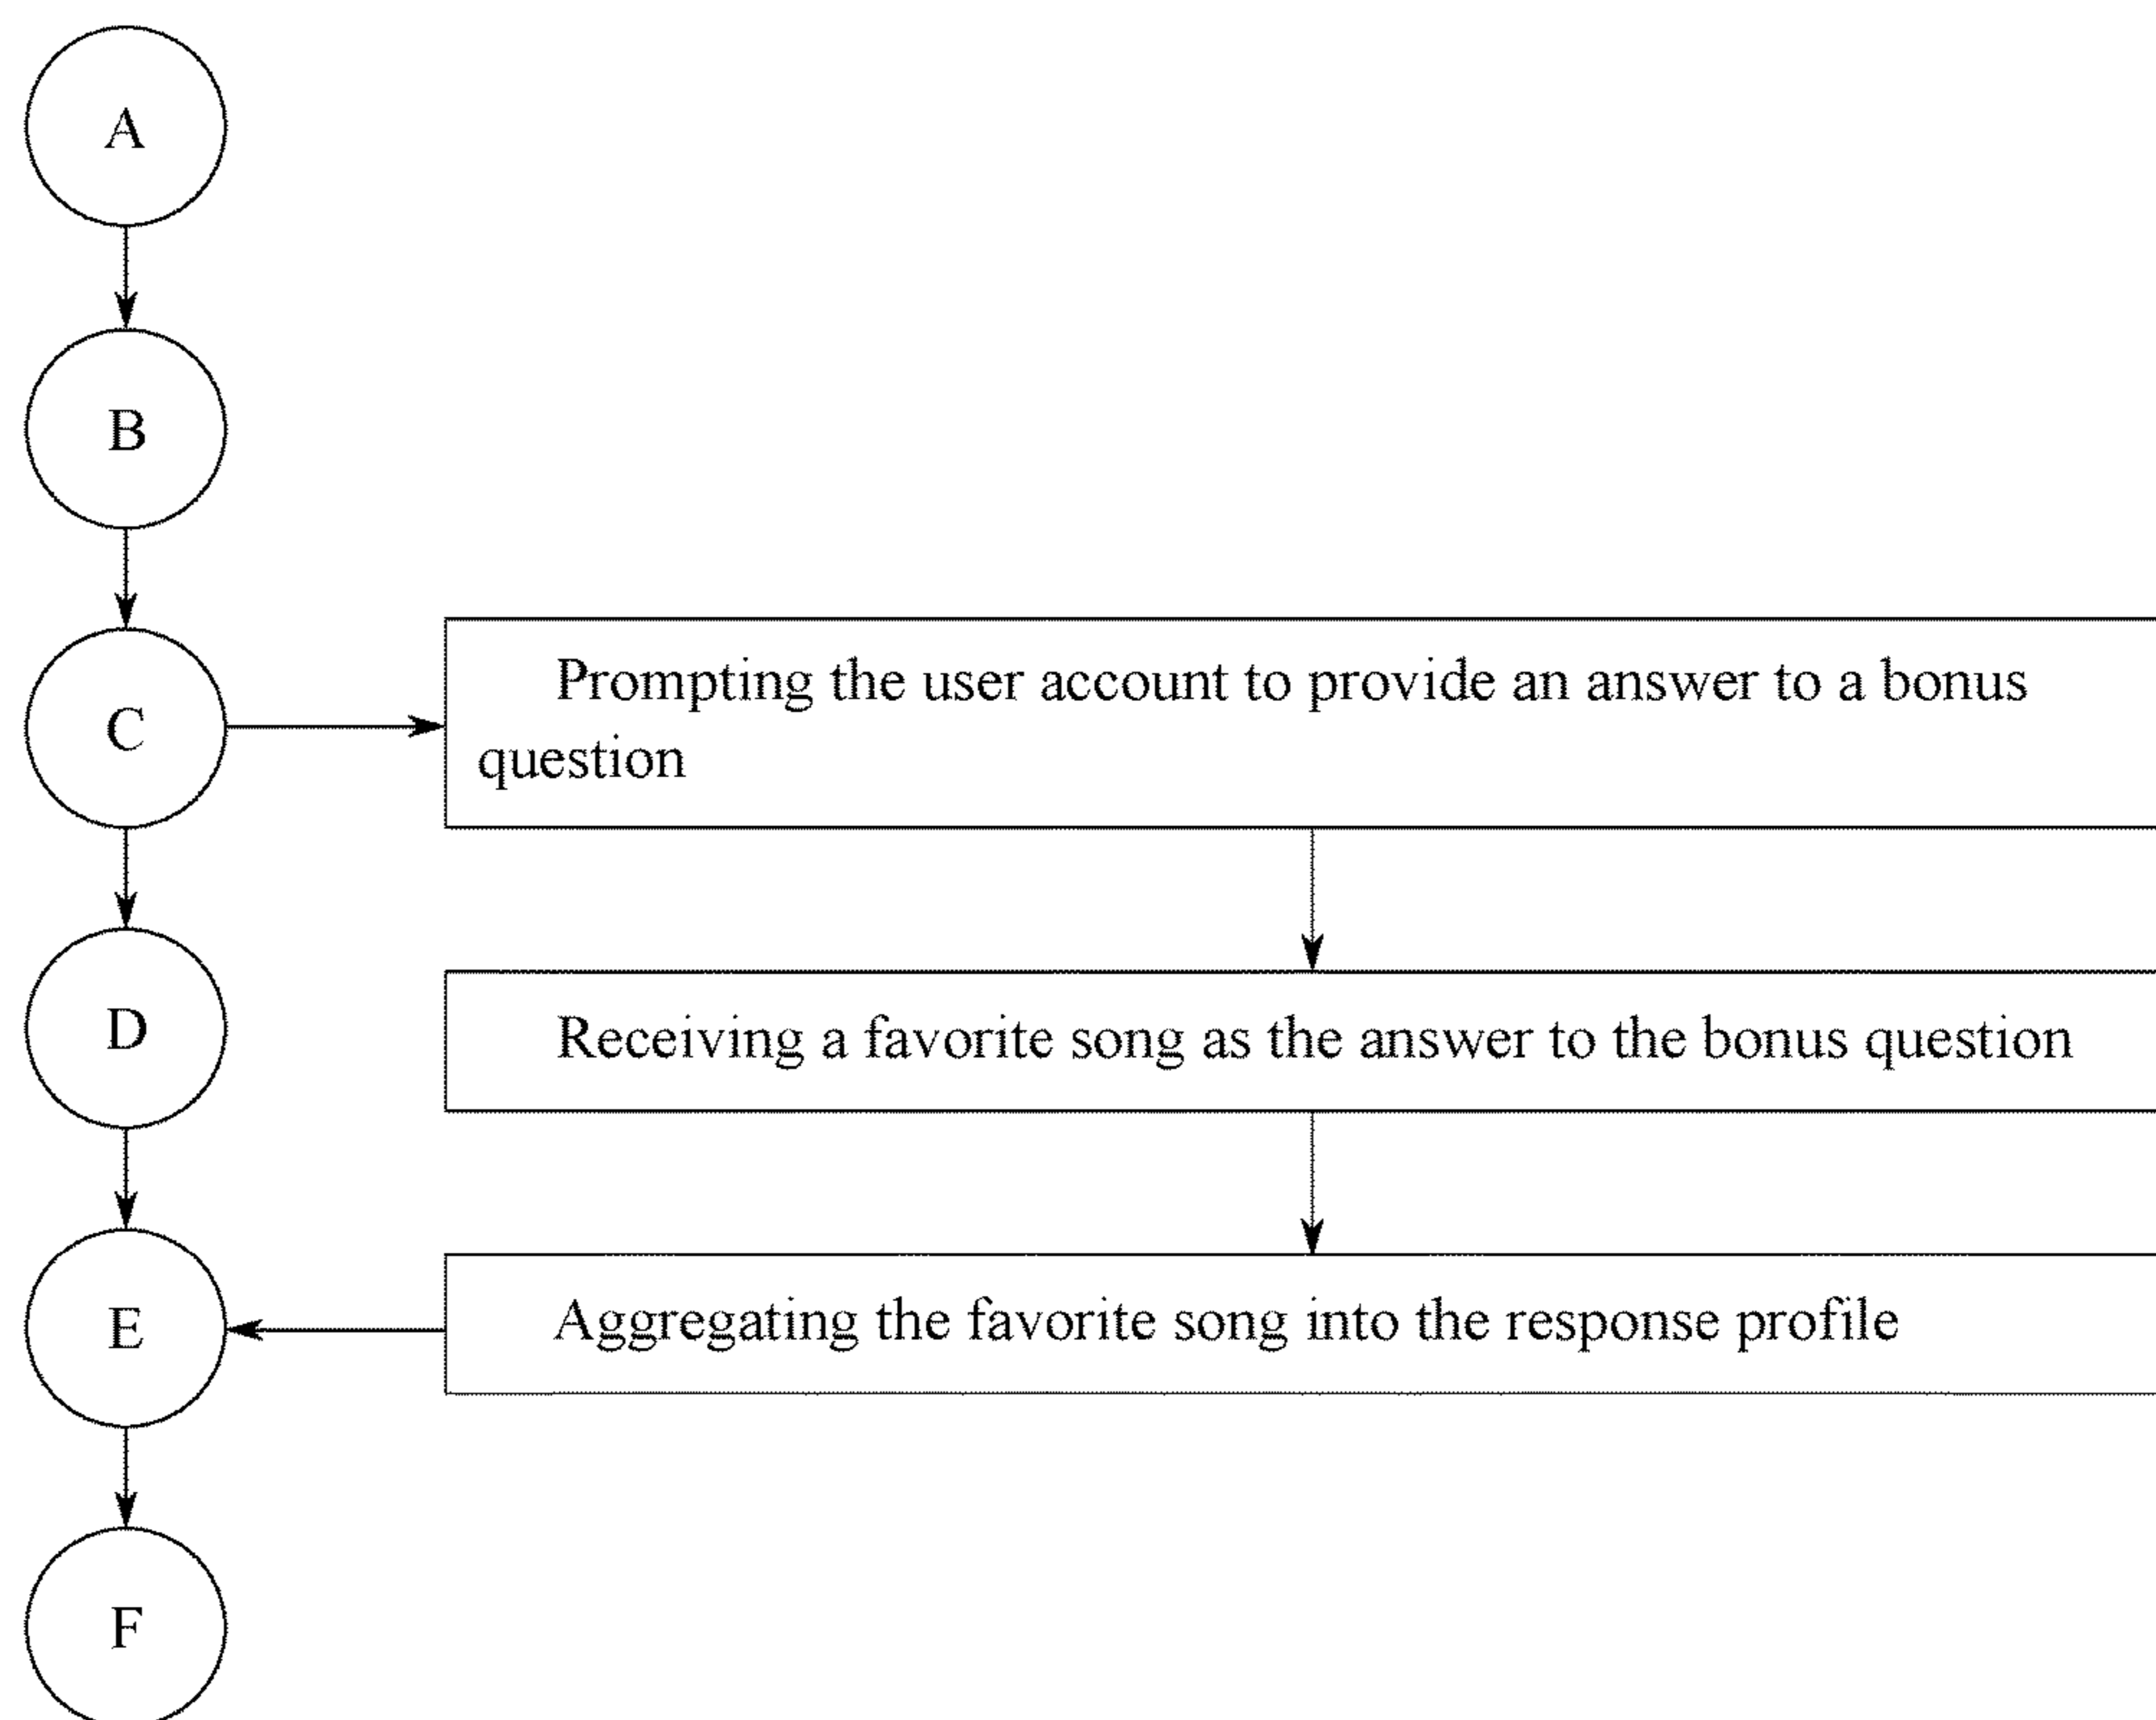 A
B
C
Prompting the user account to provide an answer to a bonus
question
D
Receiving a favorite song as the answer to the bonus question
E
Aggregating the favorite song into the response profile
F